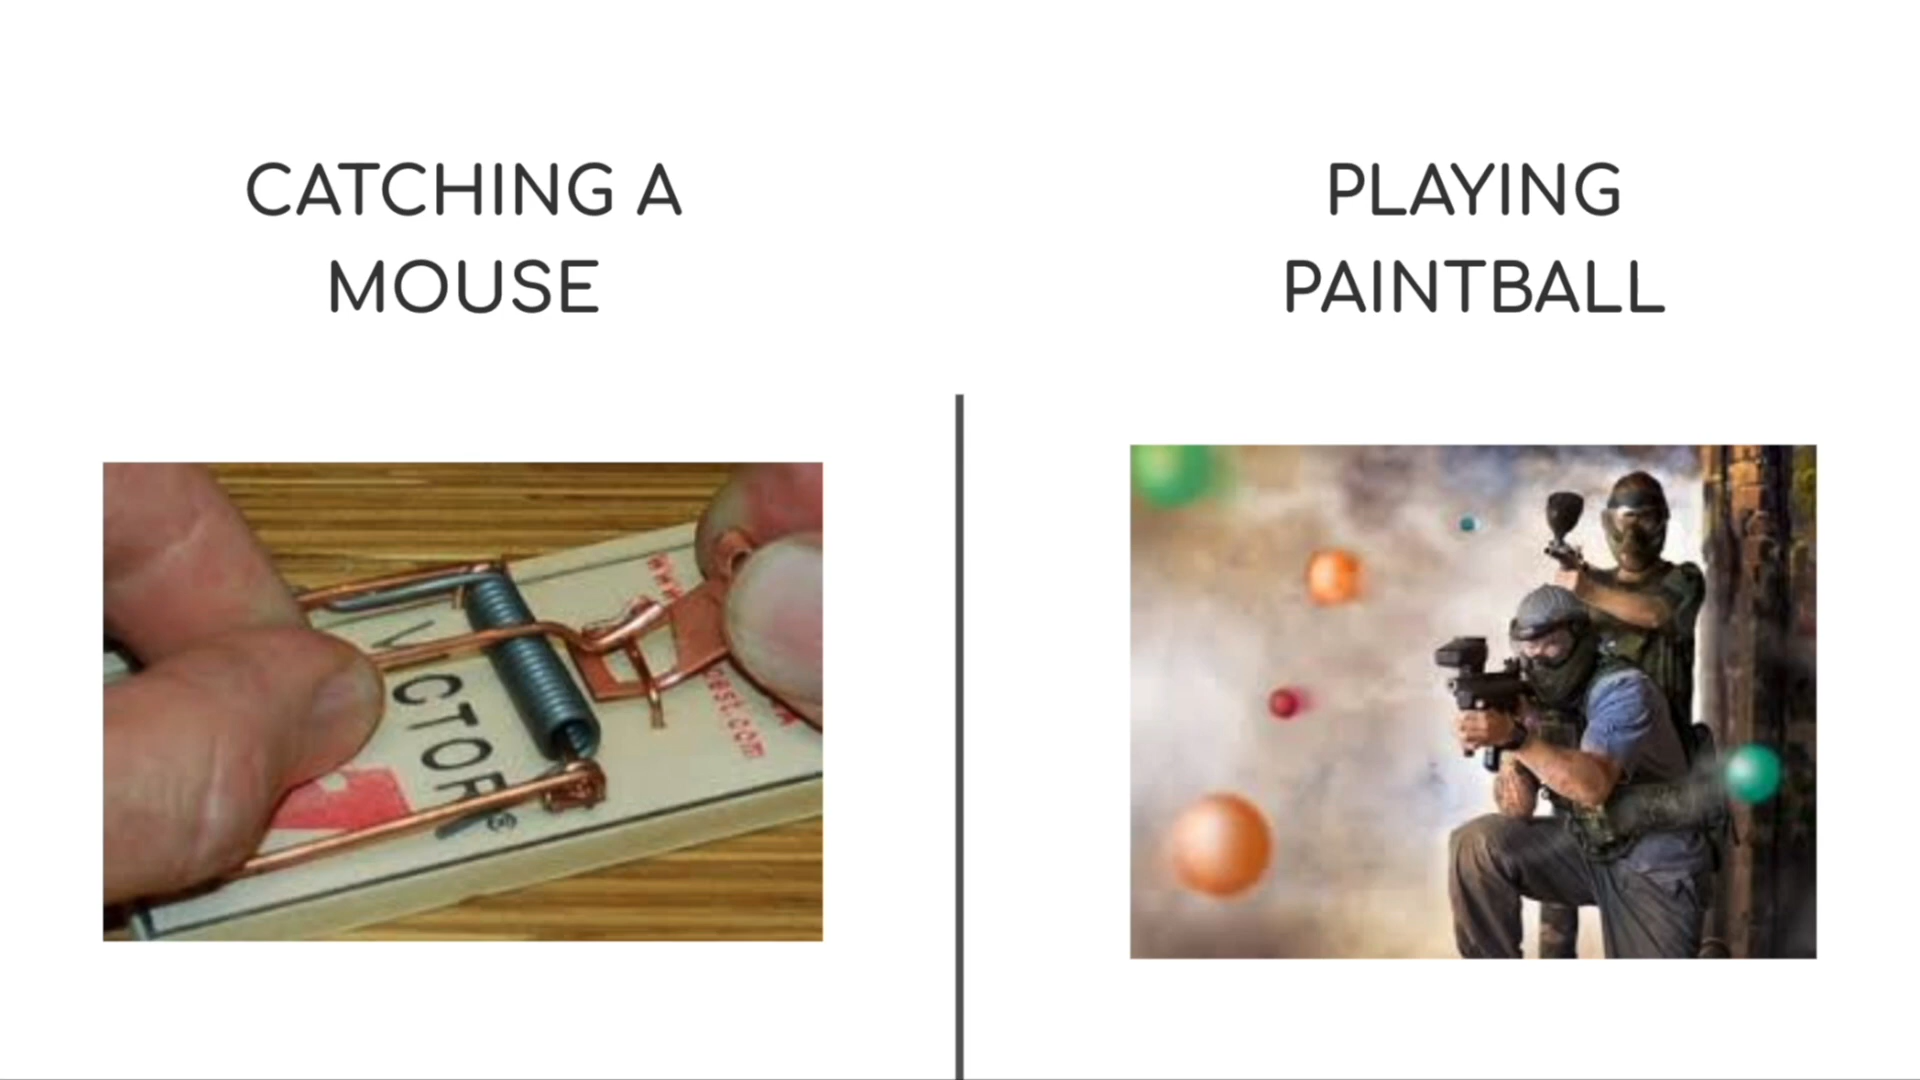 CATCHING A
MOUSE
PLAYING
PAINTBALL
V CTOR